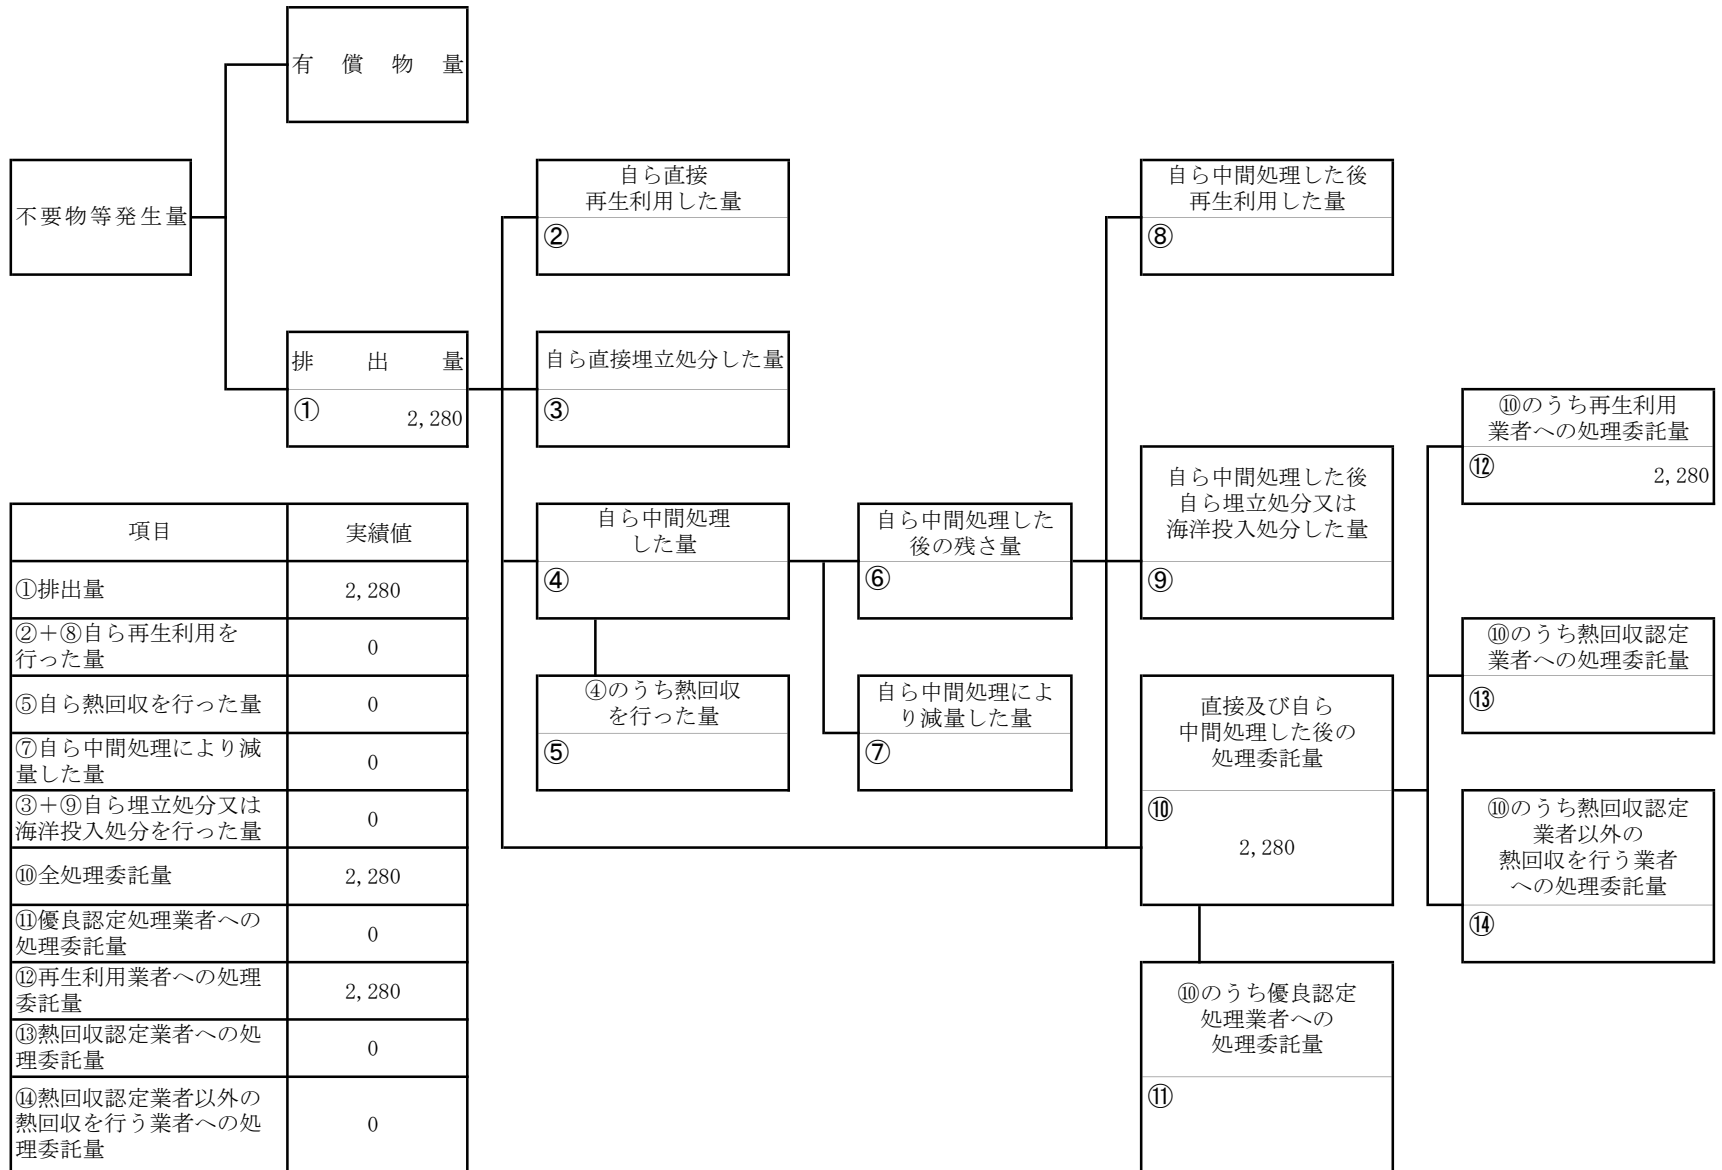 有償物量
不要物等発生量
排出量
① 2,280
自ら直接
再生利用した量
②
自ら直接埋立処分した量
③
自ら中間処理
した量
④
④のうち熱回収
を行った量
⑤
自ら中間処理した
後の残さ量
⑥
自ら中間処理によ
り減量した量
⑦
自ら中間処理した後
再生利用した量
⑧
自ら中間処理した後
自ら埋立処分又は
海洋投入処分した量
⑨
直接及び自ら
中間処理した後の
処理委託量
⑩
2,280
⑩のうち優良認定
処理業者への
処理委託量
⑪
⑩のうち再生利用
業者への処理委託量
⑫ 2,280
⑩のうち熱回収認定
業者への処理委託量
⑬
⑩のうち熱回収認定
業者以外の
熱回収を行う業者
への処理委託量
⑭
項目 実績値
①排出量 2,280
②＋⑧自ら再生利用を
行った量 0
⑤自ら熱回収を行った量 0
⑦自ら中間処理により減
量した量 0
③＋⑨自ら埋立処分又は
海洋投入処分を行った量 0
⑩全処理委託量 2,280
⑪優良認定処理業者への
処理委託量 0
⑫再生利用業者への処理
委託量 2,280
⑬熱回収認定業者への処
理委託量 0
⑭熱回収認定業者以外の
熱回収を行う業者への処
理委託量 0